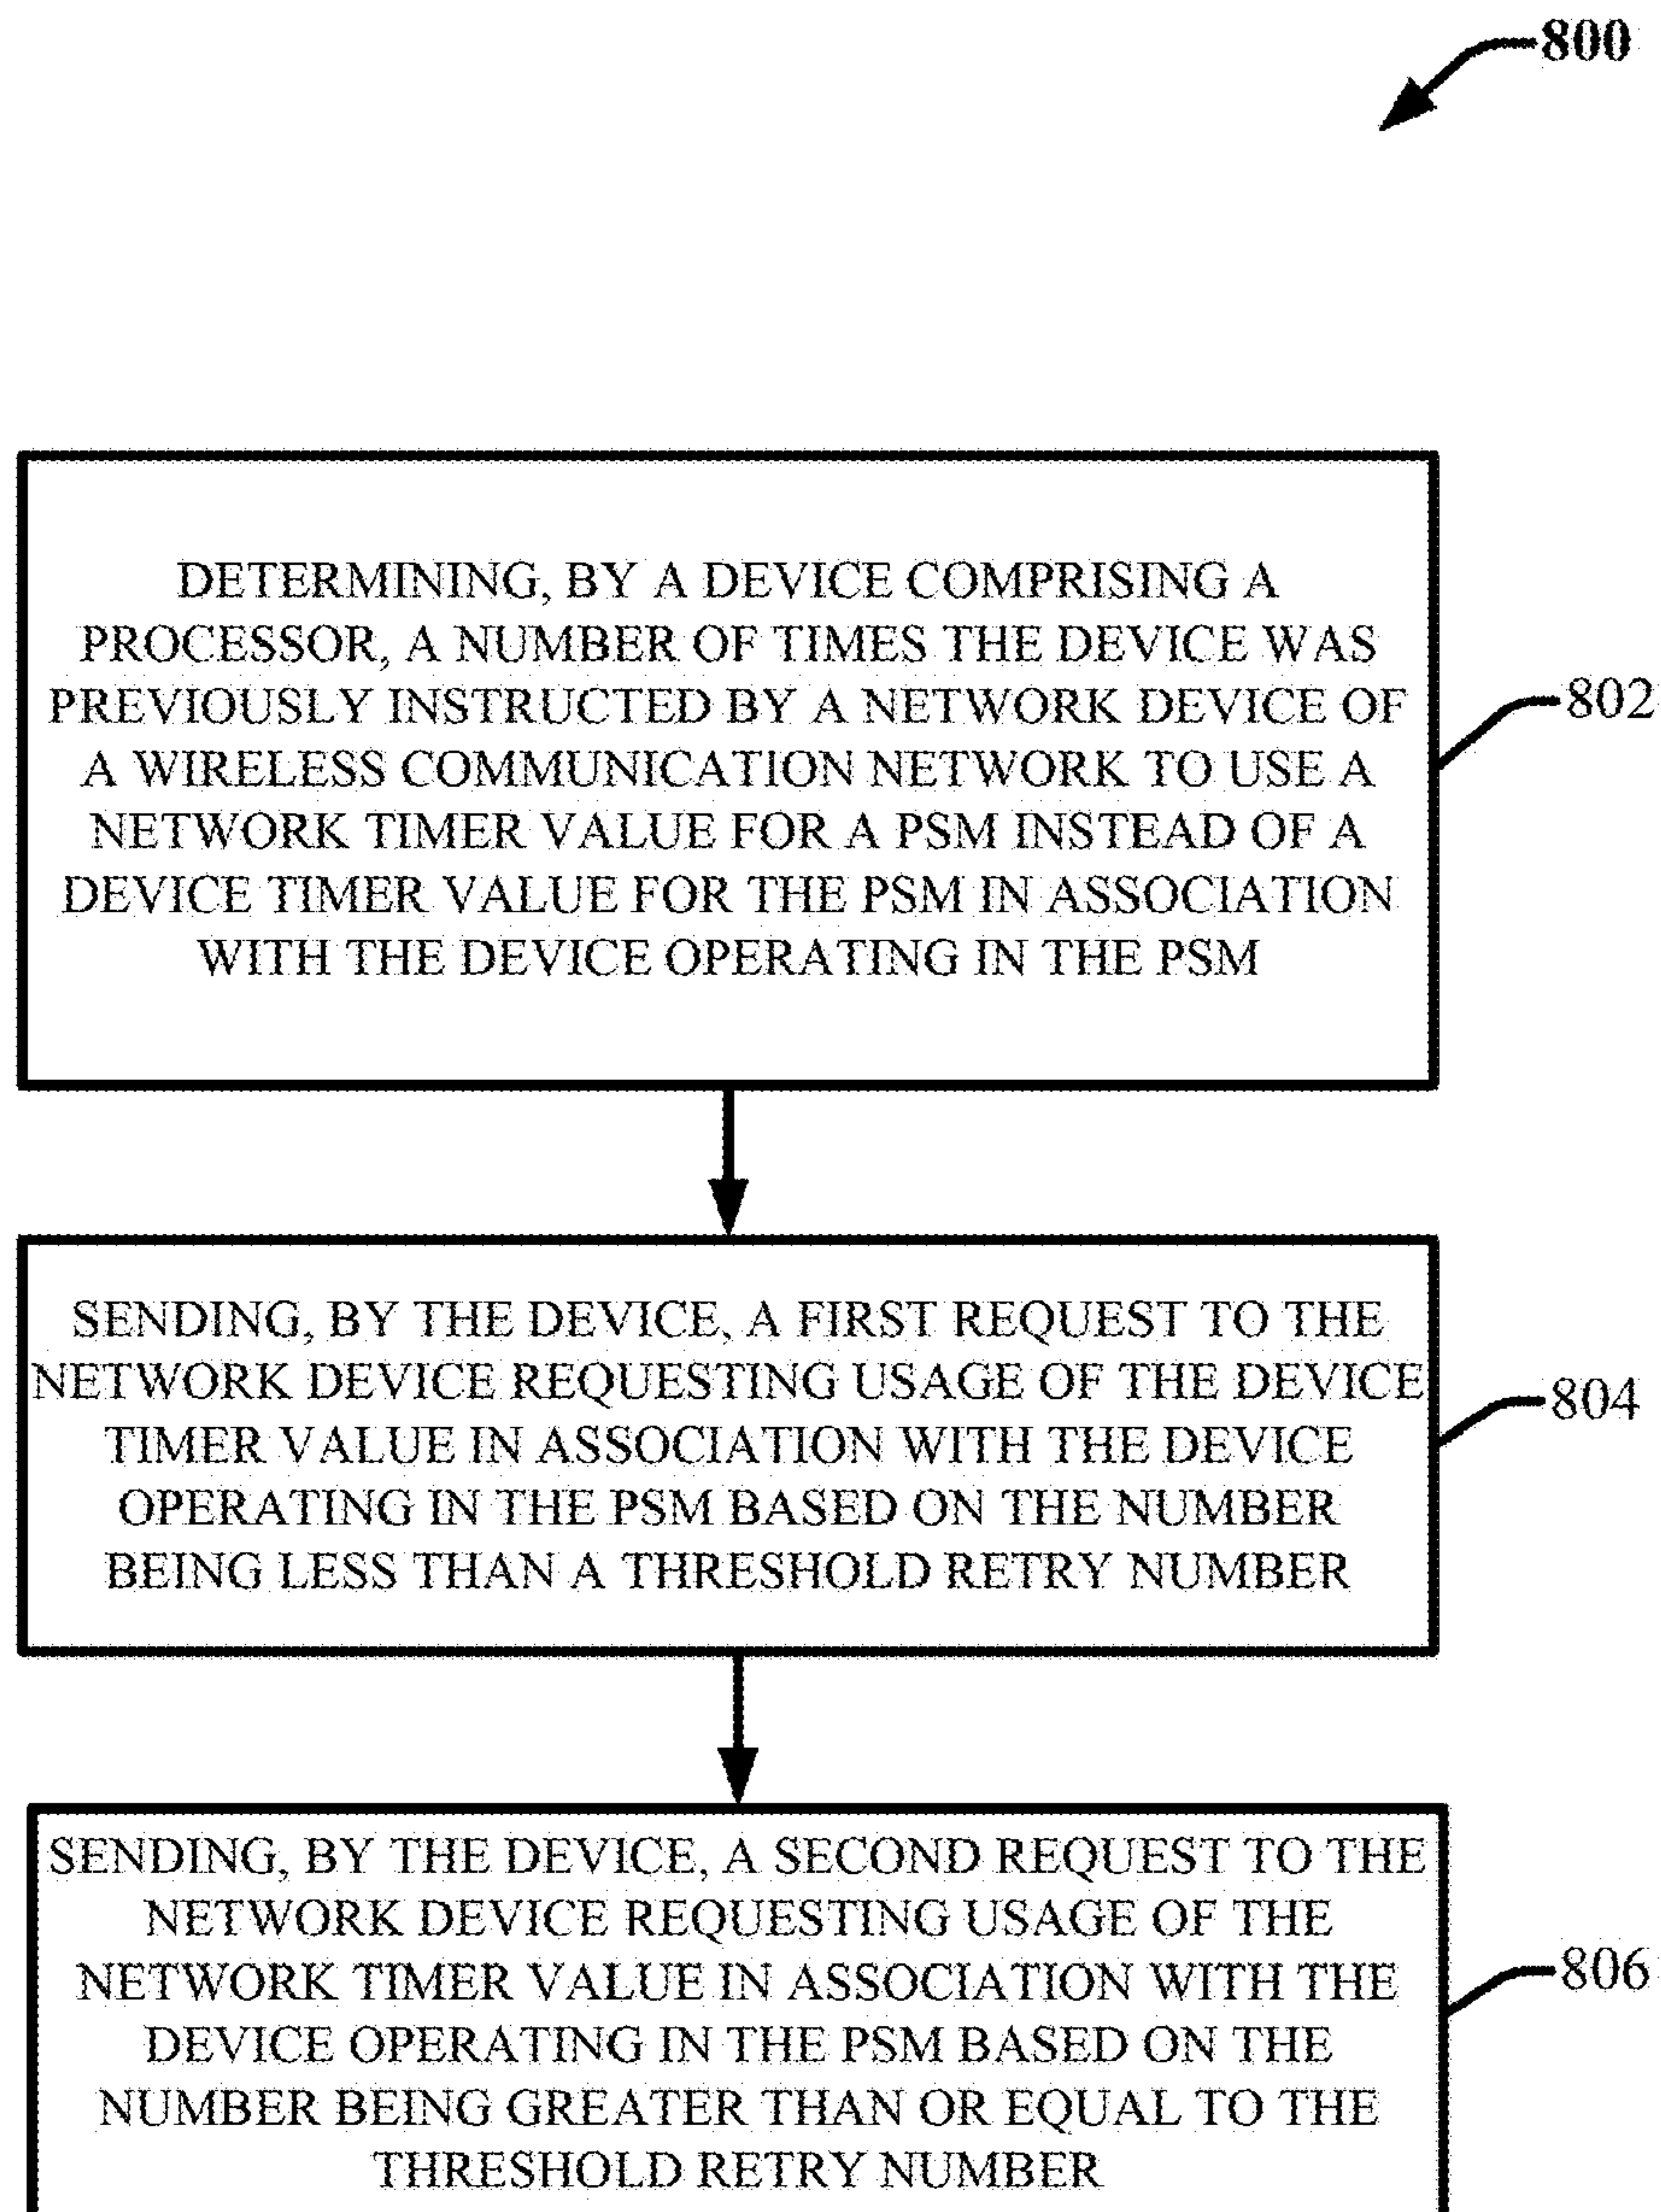 800
DETERMINING, BY A DEVICE COMPRISING A
PROCESSOR, A NUMBER OF TIMES THE DEVICE WAS
PREVIOUSLY INSTRUCTED BY A NETWORK DEVICE OF
A WIRELESS COMMUNICATION NETWORK TO USE A
NETWORK TIMER VALUE FOR A PSM INSTEAD OF A
DEVICE TIMER VALUE FOR THE PSM IN ASSOCIATION
WITH THE DEVICE OPERATING IN THE PSM
802
SENDING, BY THE DEVICE, A FIRST REQUEST TO THE
NETWORK DEVICE REQUESTING USAGE OF THE DEVICE
TIMER VALUE IN ASSOCIATION WITH THE DEVICE
OPERATING IN THE PSM BASED ON THE NUMBER
BEING LESS THAN A THRESHOLD RETRY NUMBER
804
SENDING, BY THE DEVICE, A SECOND REQUEST TO THE
NETWORK DEVICE REQUESTING USAGE OF THE
NETWORK TIMER VALUE IN ASSOCIATION WITH THE
DEVICE OPERATING IN THE PSM BASED ON THE
NUMBER BEING GREATER THAN OR EQUAL TO THE
THRESHOLD RETRY NUMBER
806